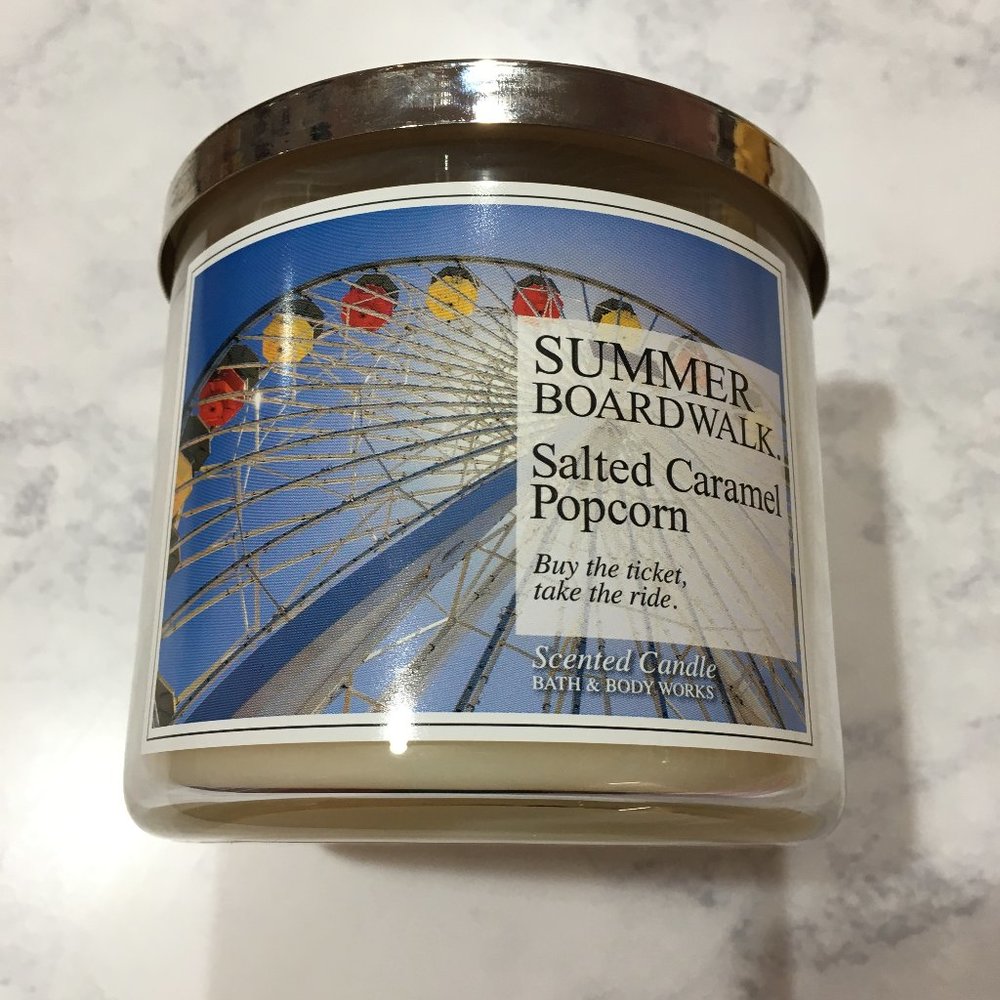 SUMMER
BOARDWALK.
Salted Caramel
Popcorn
Buy the ticket,
take the ride.
Scented Candle
BATH & BODY WORKS